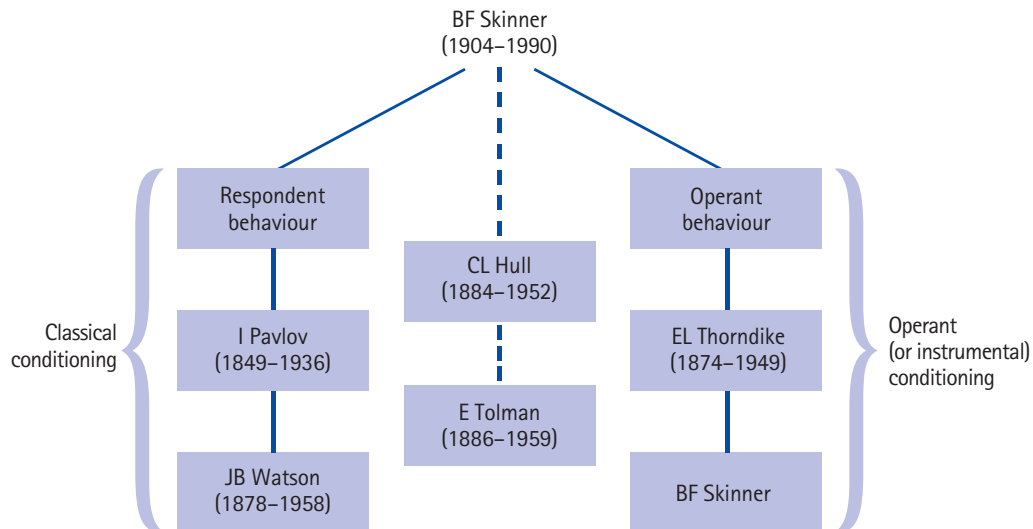 BF Skinner
(1904–1990)
Respondent
behaviour
Operant
behaviour
CL Hull
(1884–1952)
Classical
conditioning
I Pavlov
(1849–1936)
EL Thorndike
(1874–1949)
Operant
(or instrumental)
conditioning
E Tolman
(1886–1959)
JB Watson
(1878–1958)
BF Skinner